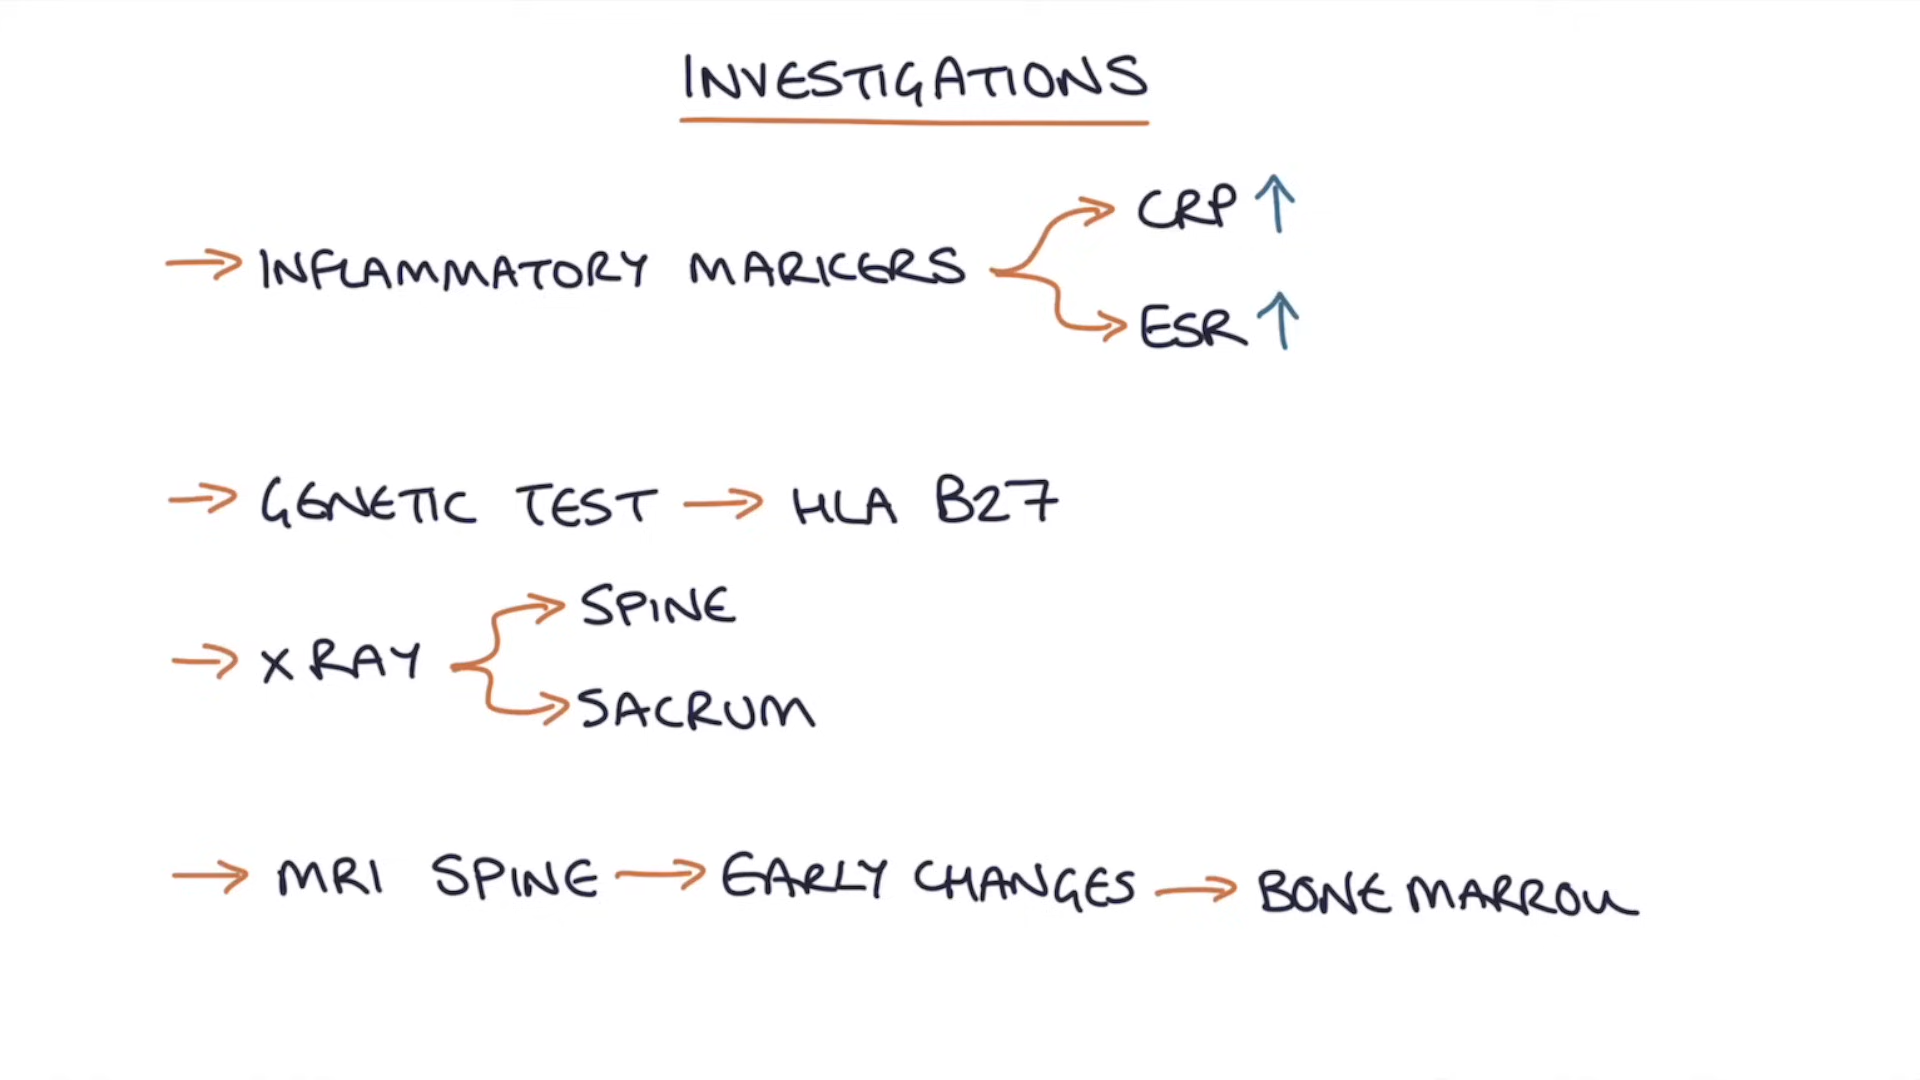 INVESTIGATIONS
→ INFLAMMATORY MARKERS → CRP ↑
→ ESR ↑
→ GENETIC TEST → HLA B27
→ X RAY → SPINE
→ SACRUM
→ MRI SPINE → EARLY CHANGES → BONE MARROW